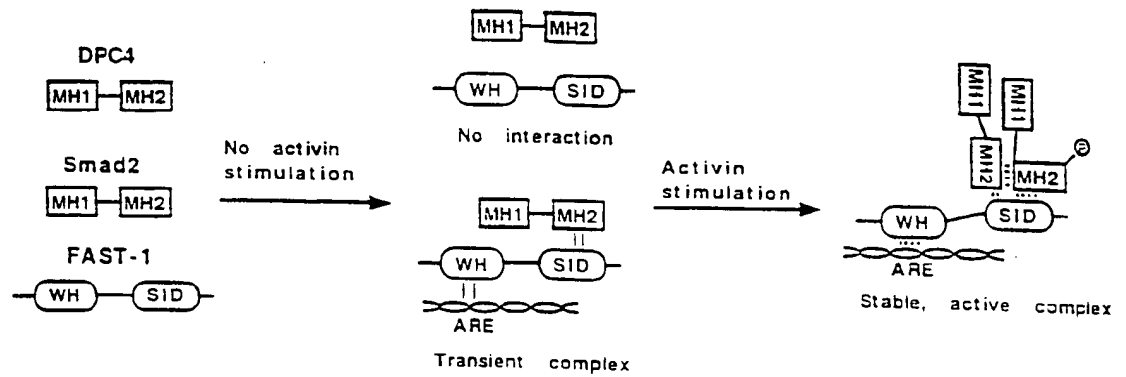 DPC4
MH1 MH2
Smad2
MH1 MH2
FAST-1
WH SID
No activin
stimulation
MH1 MH2
WH SID
No interaction
MH1 MH2
WH SID
ARE
Transient complex
Activin
stimulation
MH1 MH1
MH2 MH2
WH SID
ARE
Stable, active complex